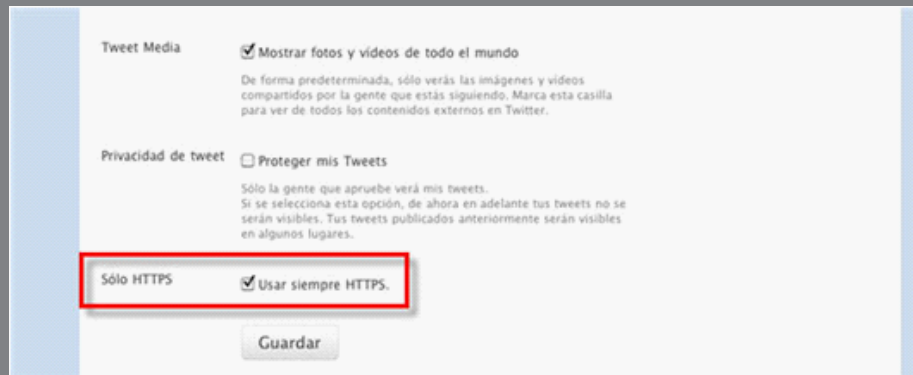 Tweet Media
Mostrar fotos y vídeos de todo el mundo
De forma predeterminada, sólo verás las imágenes y vídeos
compartidos por la gente que estás siguiendo. Marca esta casilla
para ver de todos los contenidos externos en Twitter.
Privacidad de tweet
Proteger mis Tweets
Sólo la gente que apruebe verá mis tweets.
Si se selecciona esta opción, de ahora en adelante tus tweets no se
serán visibles. Tus tweets publicados anteriormente serán visibles
en algunos lugares.
Sólo HTTPS
Usar siempre HTTPS.
Guardar